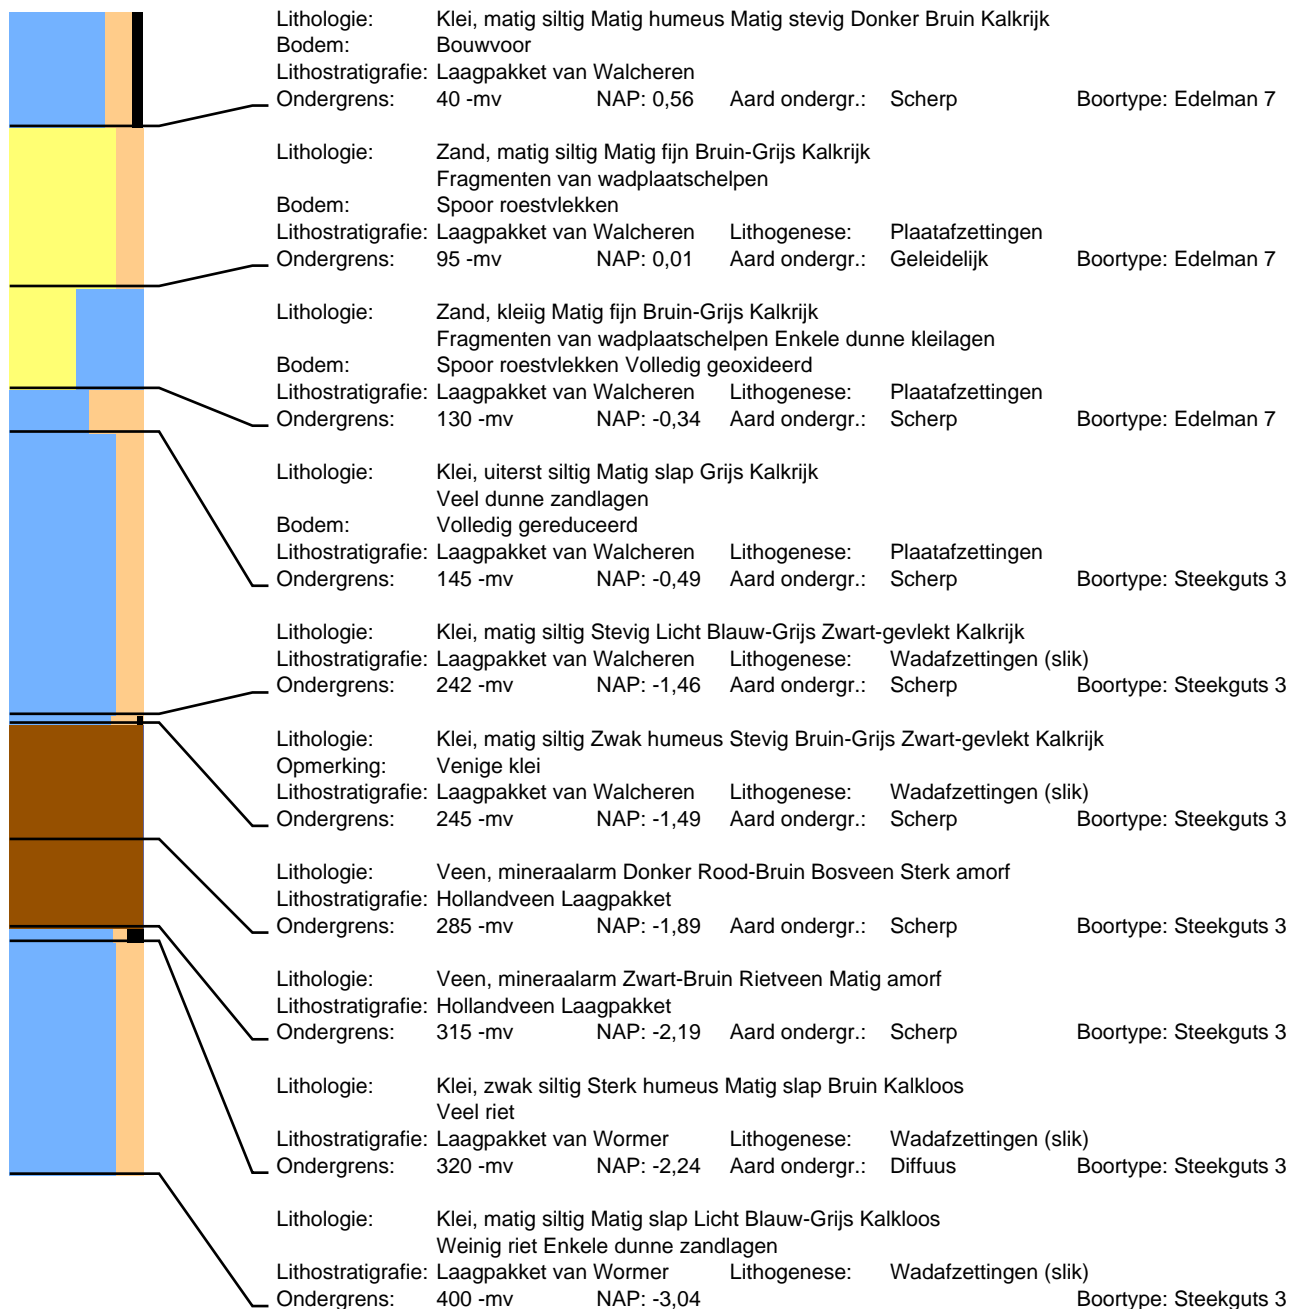 Lithologie: Klei, matig siltig Matig humeus Matig stevig Donker Bruin Kalkrijk
Bodem: Bouwvoor
Lithostratigrafie: Laagpakket van Walcheren
Ondergrens: 40 -mv NAP: 0,56 Aard ondergr.: Scherp Boortype: Edelman 7
Lithologie: Zand, matig siltig Matig fijn Bruin-Grijs Kalkrijk
Fragmenten van wadplaatschelpen
Bodem: Spoor roestvlekken
Lithostratigrafie: Laagpakket van Walcheren Lithogenese: Plaatafzettingen
Ondergrens: 95 -mv NAP: 0,01 Aard ondergr.: Geleidelijk Boortype: Edelman 7
Lithologie: Zand, kleiig Matig fijn Bruin-Grijs Kalkrijk
Fragmenten van wadplaatschelpen Enkele dunne kleilagen
Bodem: Spoor roestvlekken Volledig geoxideerd
Lithostratigrafie: Laagpakket van Walcheren Lithogenese: Plaatafzettingen
Ondergrens: 130 -mv NAP: -0,34 Aard ondergr.: Scherp Boortype: Edelman 7
Lithologie: Klei, uiterst siltig Matig slap Grijs Kalkrijk
Veel dunne zandlagen
Bodem: Volledig gereduceerd
Lithostratigrafie: Laagpakket van Walcheren Lithogenese: Plaatafzettingen
Ondergrens: 145 -mv NAP: -0,49 Aard ondergr.: Scherp Boortype: Steekguts 3
Lithologie: Klei, matig siltig Stevig Licht Blauw-Grijs Zwart-gevlekt Kalkrijk
Lithostratigrafie: Laagpakket van Walcheren Lithogenese: Wadafzettingen (slik)
Ondergrens: 242 -mv NAP: -1,46 Aard ondergr.: Scherp Boortype: Steekguts 3
Lithologie: Klei, matig siltig Zwak humeus Stevig Bruin-Grijs Zwart-gevlekt Kalkrijk
Opmerking: Venige klei
Lithostratigrafie: Laagpakket van Walcheren Lithogenese: Wadafzettingen (slik)
Ondergrens: 245 -mv NAP: -1,49 Aard ondergr.: Scherp Boortype: Steekguts 3
Lithologie: Veen, mineraalarm Donker Rood-Bruin Bosveen Sterk amorf
Lithostratigrafie: Hollandveen Laagpakket
Ondergrens: 285 -mv NAP: -1,89 Aard ondergr.: Scherp Boortype: Steekguts 3
Lithologie: Veen, mineraalarm Zwart-Bruin Rietveen Matig amorf
Lithostratigrafie: Hollandveen Laagpakket
Ondergrens: 315 -mv NAP: -2,19 Aard ondergr.: Scherp Boortype: Steekguts 3
Lithologie: Klei, zwak siltig Sterk humeus Matig slap Bruin Kalkloos
Veel riet
Lithostratigrafie: Laagpakket van Wormer Lithogenese: Wadafzettingen (slik)
Ondergrens: 320 -mv NAP: -2,24 Aard ondergr.: Diffuus Boortype: Steekguts 3
Lithologie: Klei, matig siltig Matig slap Licht Blauw-Grijs Kalkloos
Weinig riet Enkele dunne zandlagen
Lithostratigrafie: Laagpakket van Wormer Lithogenese: Wadafzettingen (slik)
Ondergrens: 400 -mv NAP: -3,04 Boortype: Steekguts 3